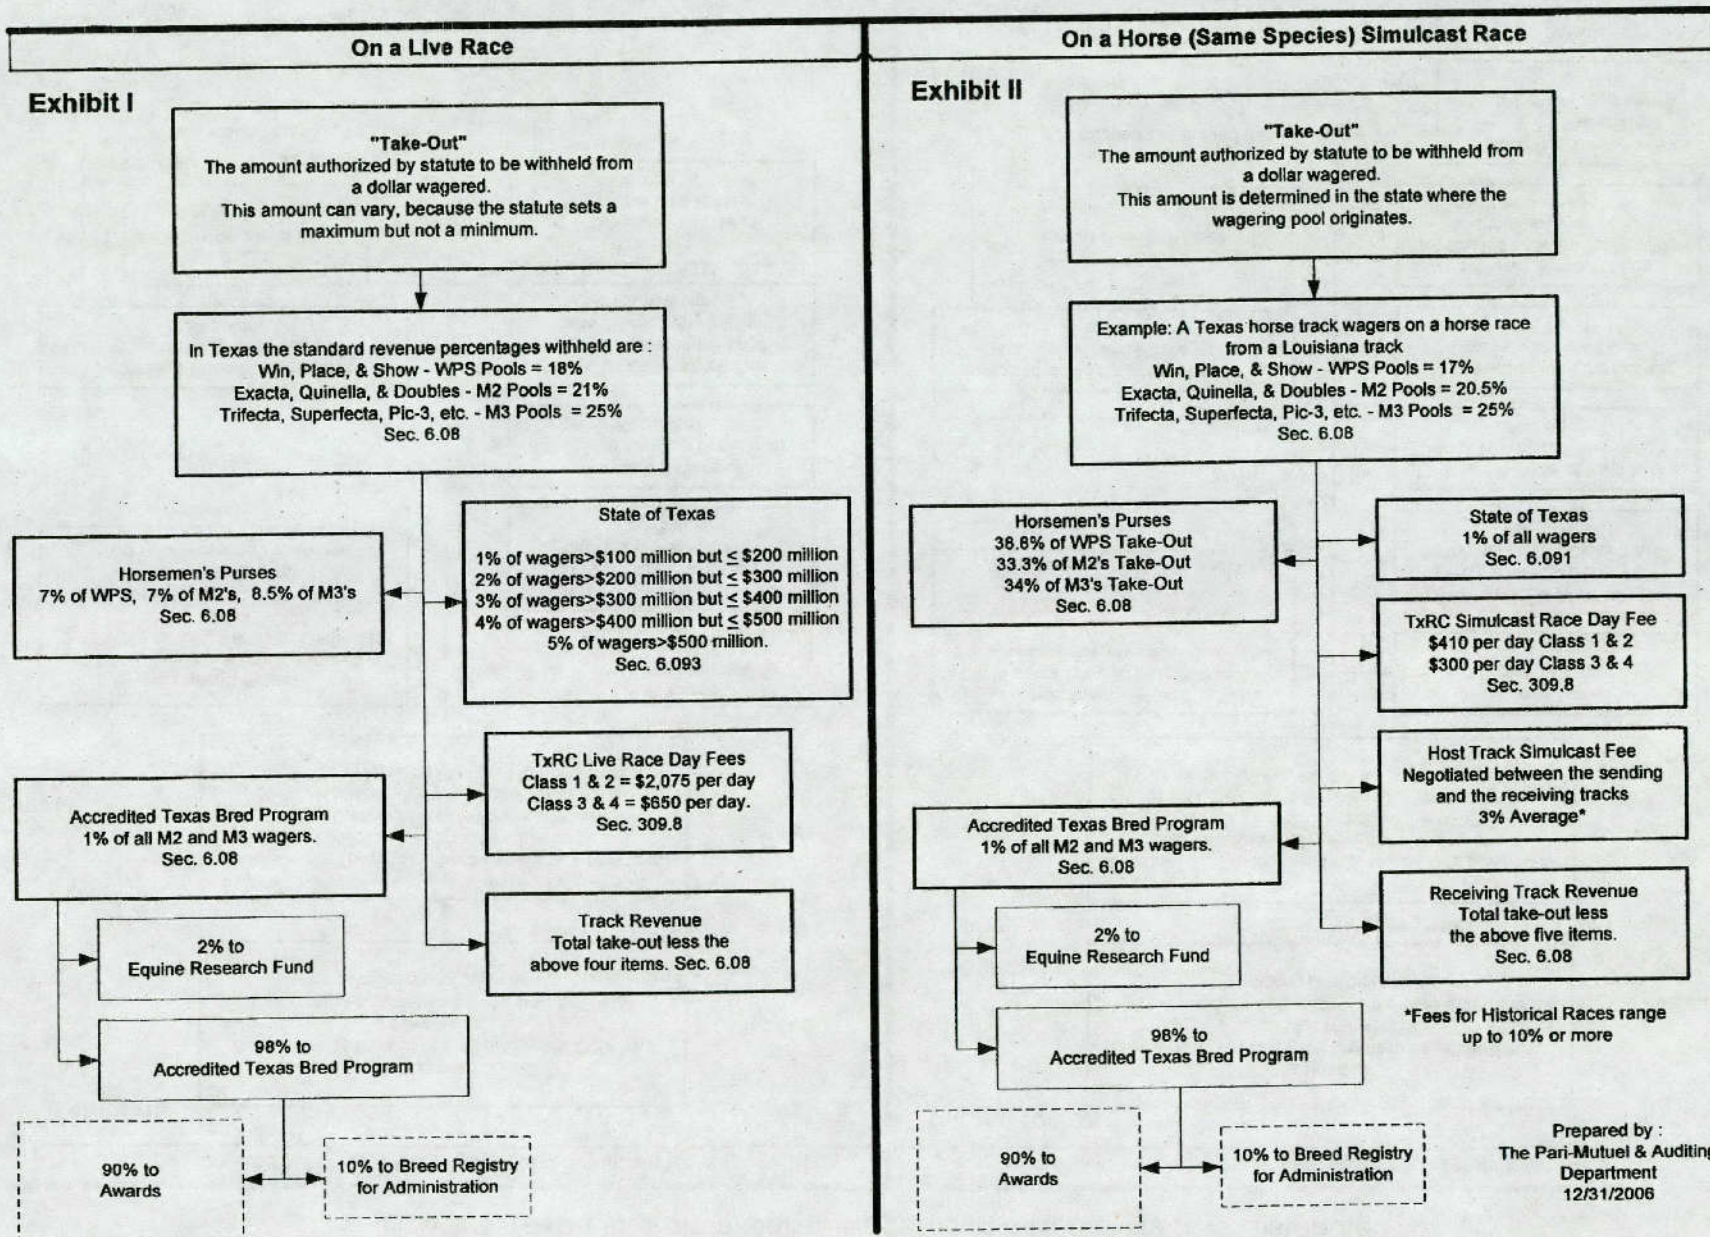 On a Live Race
Exhibit I
"Take-Out"
The amount authorized by statute to be withheld from
a dollar wagered.
This amount can vary, because the statute sets a
maximum but not a minimum.
In Texas the standard revenue percentages withheld are :
Win, Place, & Show - WPS Pools = 18%
Exacta, Quinella, & Doubles - M2 Pools = 21%
Trifecta, Superfecta, Pic-3, etc. - M3 Pools = 25%
Sec. 6.08
Horsemen's Purses
7% of WPS, 7% of M2's, 8.5% of M3's
Sec. 6.08
State of Texas
1% of wagers>$100 million but ≤ $200 million
2% of wagers>$200 million but ≤ $300 million
3% of wagers>$300 million but ≤ $400 million
4% of wagers>$400 million but ≤ $500 million
5% of wagers>$500 million.
Sec. 6.093
TxRC Live Race Day Fees
Class 1 & 2 = $2,075 per day
Class 3 & 4 = $650 per day.
Sec. 309.8
Accredited Texas Bred Program
1% of all M2 and M3 wagers.
Sec. 6.08
Track Revenue
Total take-out less the
above four items. Sec. 6.08
2% to
Equine Research Fund
98% to
Accredited Texas Bred Program
90% to
Awards
10% to Breed Registry
for Administration
On a Horse (Same Species) Simulcast Race
Exhibit II
"Take-Out"
The amount authorized by statute to be withheld from
a dollar wagered.
This amount is determined in the state where the
wagering pool originates.
Example: A Texas horse track wagers on a horse race
from a Louisiana track
Win, Place, & Show - WPS Pools = 17%
Exacta, Quinella, & Doubles - M2 Pools = 20.5%
Trifecta, Superfecta, Pic-3, etc. - M3 Pools = 25%
Sec. 6.08
Horsemen's Purses
38.8% of WPS Take-Out
33.3% of M2's Take-Out
34% of M3's Take-Out
Sec. 6.08
State of Texas
1% of all wagers
Sec. 6.091
TxRC Simulcast Race Day Fee
$410 per day Class 1 & 2
$300 per day Class 3 & 4
Sec. 309.8
Host Track Simulcast Fee
Negotiated between the sending
and the receiving tracks
3% Average*
Accredited Texas Bred Program
1% of all M2 and M3 wagers.
Sec. 6.08
Receiving Track Revenue
Total take-out less
the above five items.
Sec. 6.08
2% to
Equine Research Fund
*Fees for Historical Races range
up to 10% or more
98% to
Accredited Texas Bred Program
90% to
Awards
10% to Breed Registry
for Administration
Prepared by :
The Pari-Mutuel & Auditing
Department
12/31/2006